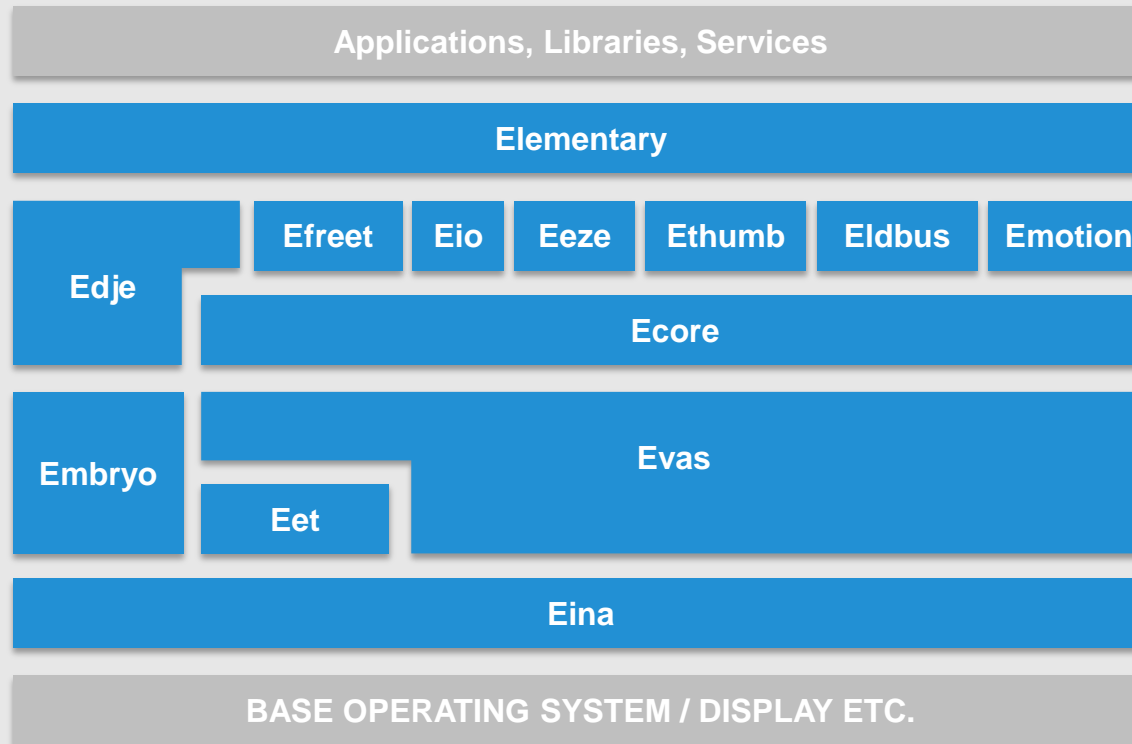 Applications, Libraries, Services
Elementary
Efreet Eio Eeze Ethumb Eldbus Emotion
Edje
Ecore
Evas
Embryo
Eet
Eina
BASE OPERATING SYSTEM / DISPLAY ETC.